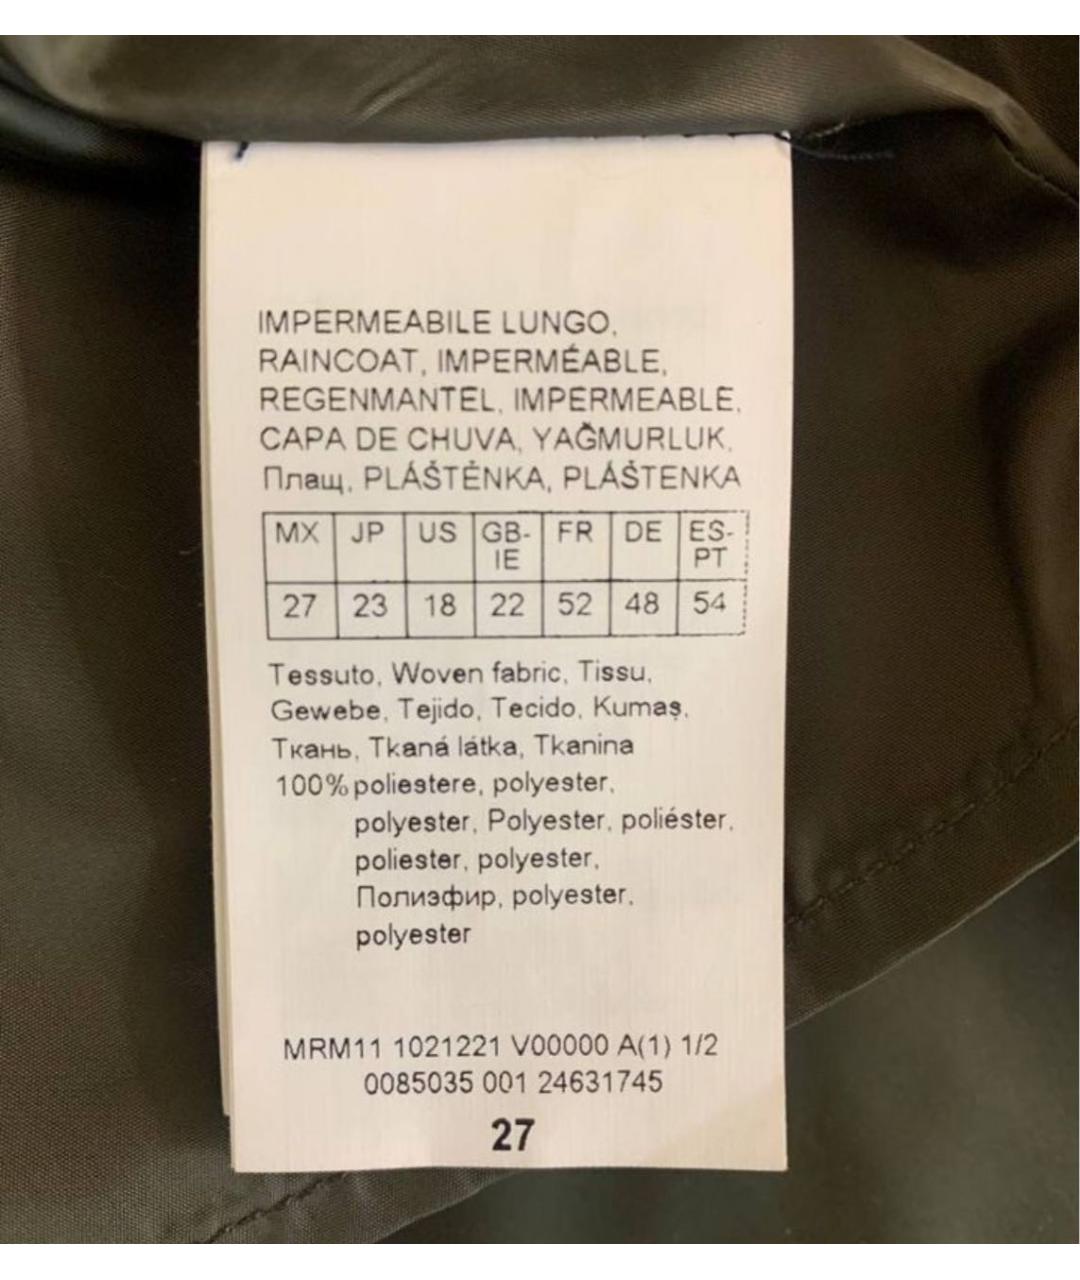 IMPERMEABILE LUNGO,
RAINCOAT, IMPERMÉABLE,
REGENMANTEL, IMPERMEABLE,
CAPA DE CHUVA, YAĞMURLUK,
Плащ, PLÁŠTĚNKA, PLÁŠTENKA
MX JP US GB-IE FR DE ES-PT
27 23 18 22 52 48 54
Tessuto, Woven fabric, Tissu,
Gewebe, Tejido, Tecido, Kumaş,
Ткань, Tkaná látka, Tkanina
100% poliestere, polyester,
polyester, Polyester, poliéster,
poliester, polyester,
Полиэфир, polyester,
polyester
MRM11 1021221 V00000 A(1) 1/2
0085035 001 24631745
27